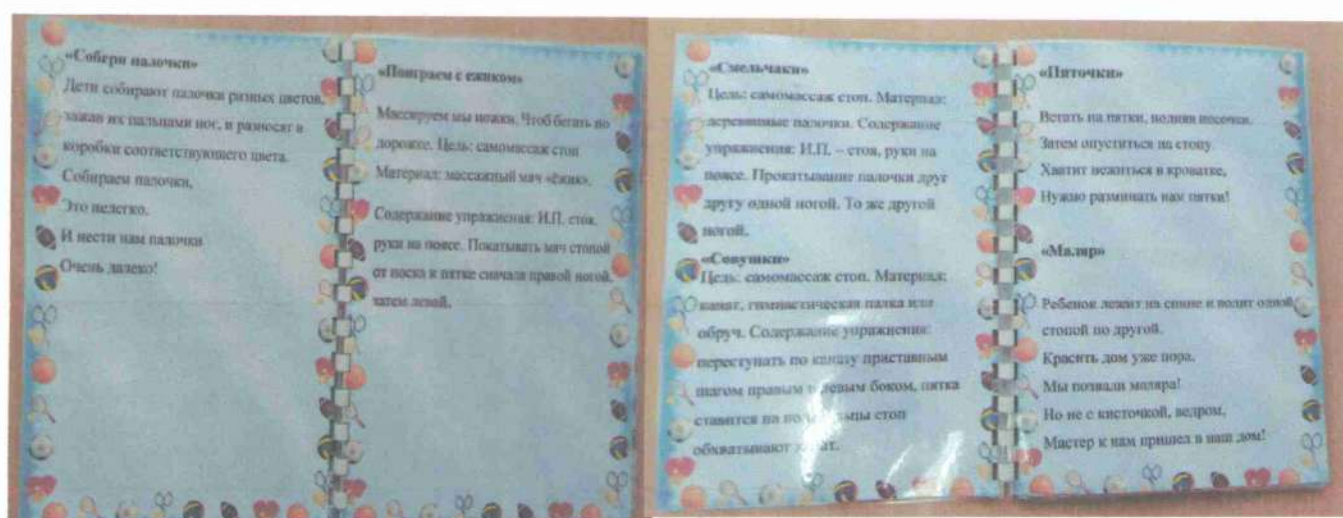 «Собери палочки»
Дети собирают палочки разных цветов,
зажав их пальцами ног, и разносят в
коробки соответствующего цвета.
Собираем палочки,
Это нелегко.
И нести нам палочки
Очень далеко!
«Поиграем с ежиком»
Массируем мы ножки. Чтоб бегать по
дорожке. Цель: самомассаж стоп
Материал: массажный мяч «ёжик».
Содержание упражнения: И.П. стоя,
руки на поясе. Покатывать мяч стопой
от носка к пятке сначала правой ногой,
затем левой.
«Смельчаки»
Цель: самомассаж стоп. Материал:
деревянные палочки. Содержание
упражнения: И.П. – стоя, руки на
поясе. Прокатывание палочки друг
другу одной ногой. То же другой
ногой.
«Совушки»
Цель: самомассаж стоп. Материал:
канат, гимнастическая палка или
обруч. Содержание упражнения:
переступать по канату приставным
шагом правым и левым боком, пятка
ставится на стоп
обхватывают канат.
«Пяточки»
Встать на пятки, подняв носочки.
Затем опуститься на стопу
Хватит нежиться в кроватке,
Нужно разминать нам пятки!
«Маляр»
Ребенок лежит на спине и водит одной
стопой по другой.
Красить дом уже пора,
Мы позвали маляра!
Но не с кисточкой, ведром,
Мастер к нам пришел в наш дом!